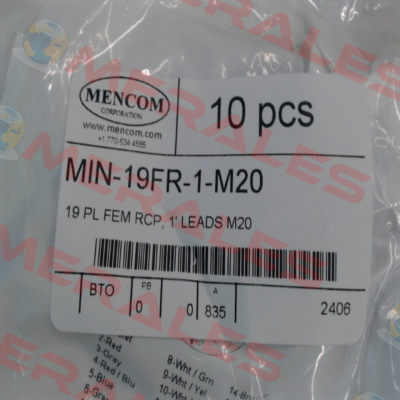 MENCOM
CORPORATION
www.mencom.com
+1 770-534-4585
10 pcs
MIN-19FR-1-M20
19 PL FEM RCP, 1' LEADS M20
BTO
PB
0
0
A
835
2406
2-Red
3-Grey
4-Red / Blu
5-Blue
8-Wht / Grn
9-Wht / Yel
MERALES